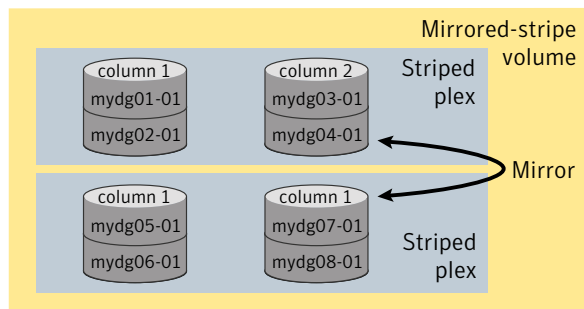 Mirrored-stripe
volume
column 1
mydg01-01
mydg02-01
column 2
mydg03-01
mydg04-01
Striped
plex
Mirror
column 1
mydg05-01
mydg06-01
column 1
mydg07-01
mydg08-01
Striped
plex